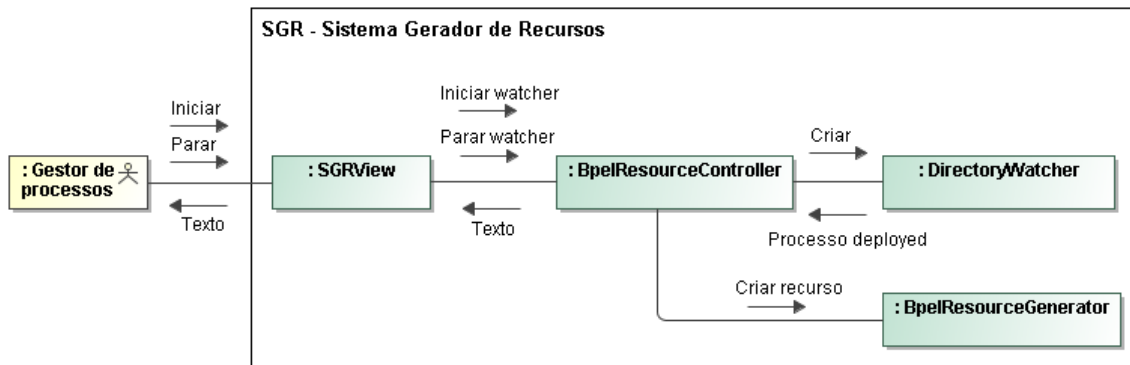 SGR - Sistema Gerador de Recursos
Iniciar
Parar
Iniciar watcher
Parar watcher
Criar
: Gestor de
processos
: SGRView
: BpelResourceController
: DirectoryWatcher
Texto
Texto
Processo deployed
Criar recurso
: BpelResourceGenerator